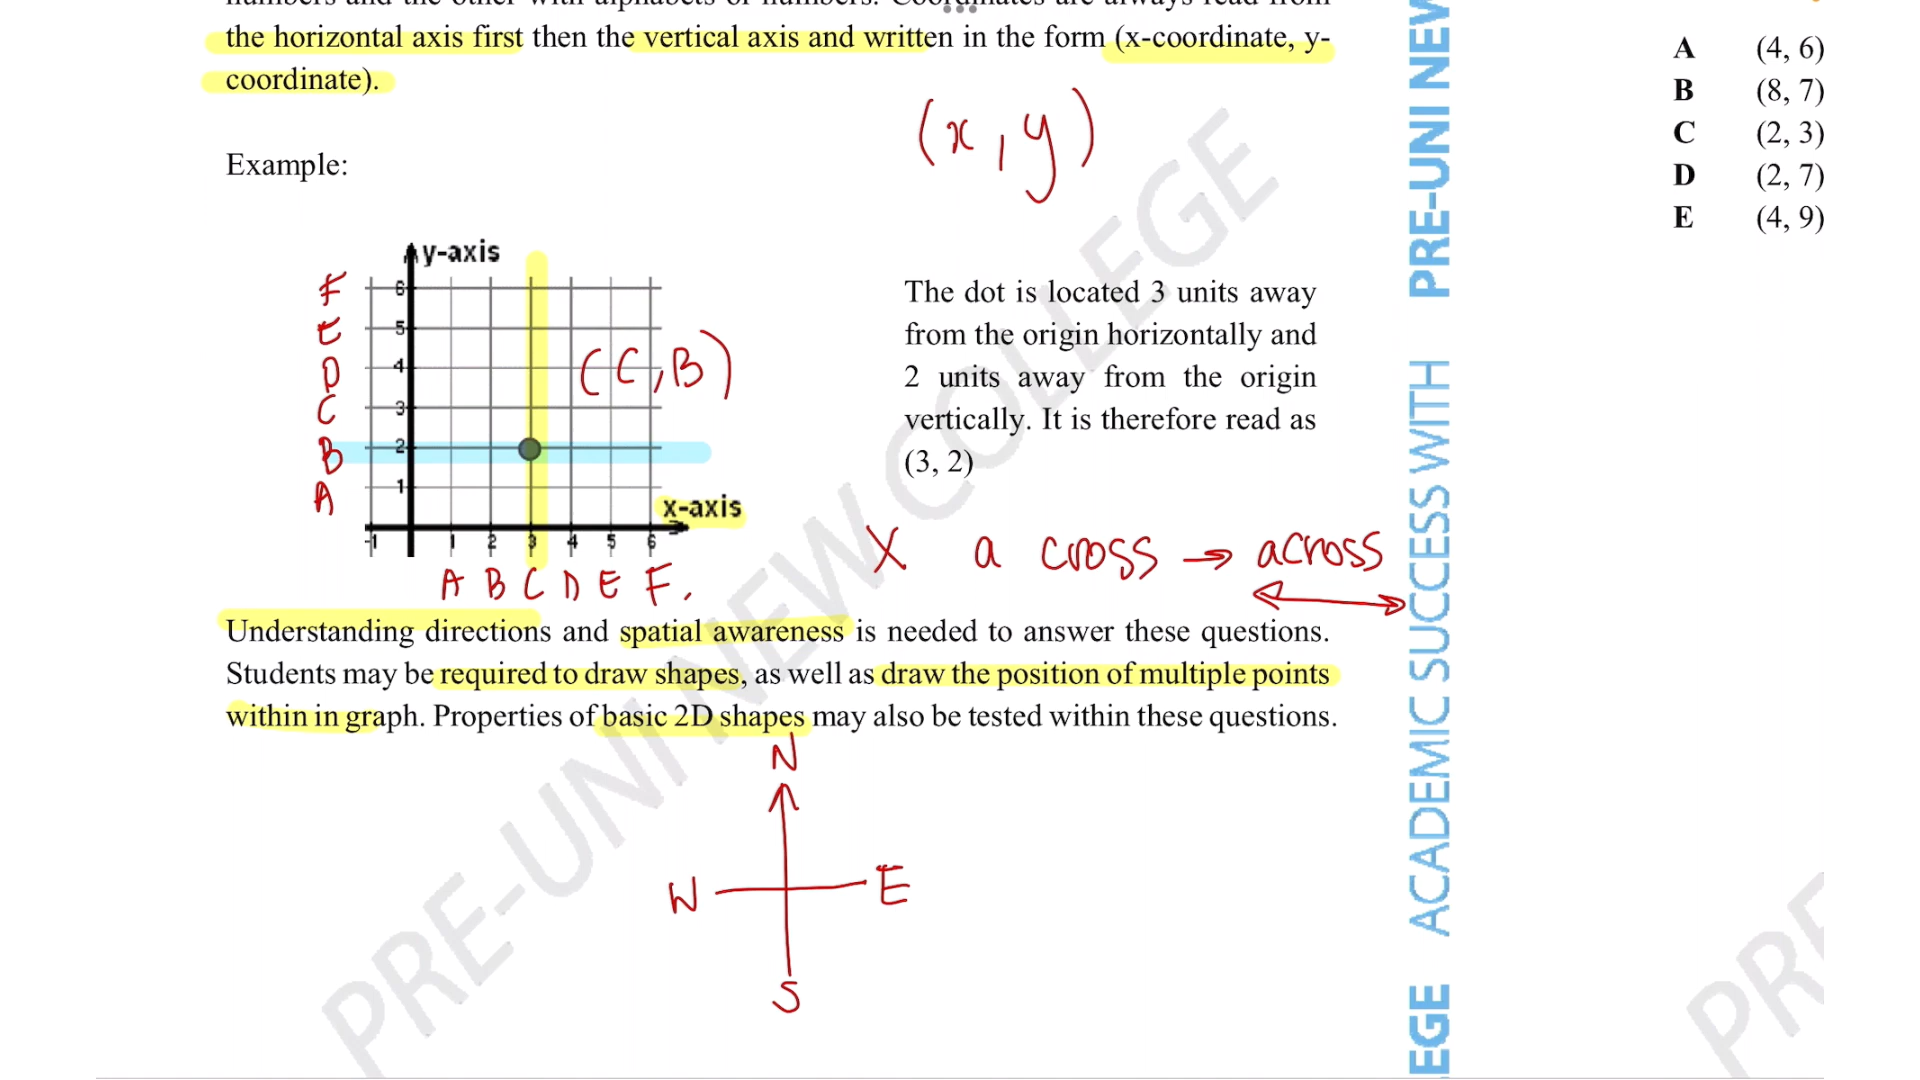 the horizontal axis first then the vertical axis and written in the form (x-coordinate, y-
coordinate).
(x, y)
Example:
y-axis
F
E
D
C
B
A
6
5
4
3
2
1
(C, B)
x-axis
-1 1 2 3 4 5 6
A B C D E F.
The dot is located 3 units away
from the origin horizontally and
2 units away from the origin
vertically. It is therefore read as
(3, 2)
X a cross → across
Understanding directions and spatial awareness is needed to answer these questions.
Students may be required to draw shapes, as well as draw the position of multiple points
within in graph. Properties of basic 2D shapes may also be tested within these questions.
N
W E
S
PRE-UNI NEW COLLEGE
EGE ACADEMIC SUCCESS WITH PRE-UNI NEW
A (4, 6)
B (8, 7)
C (2, 3)
D (2, 7)
E (4, 9)